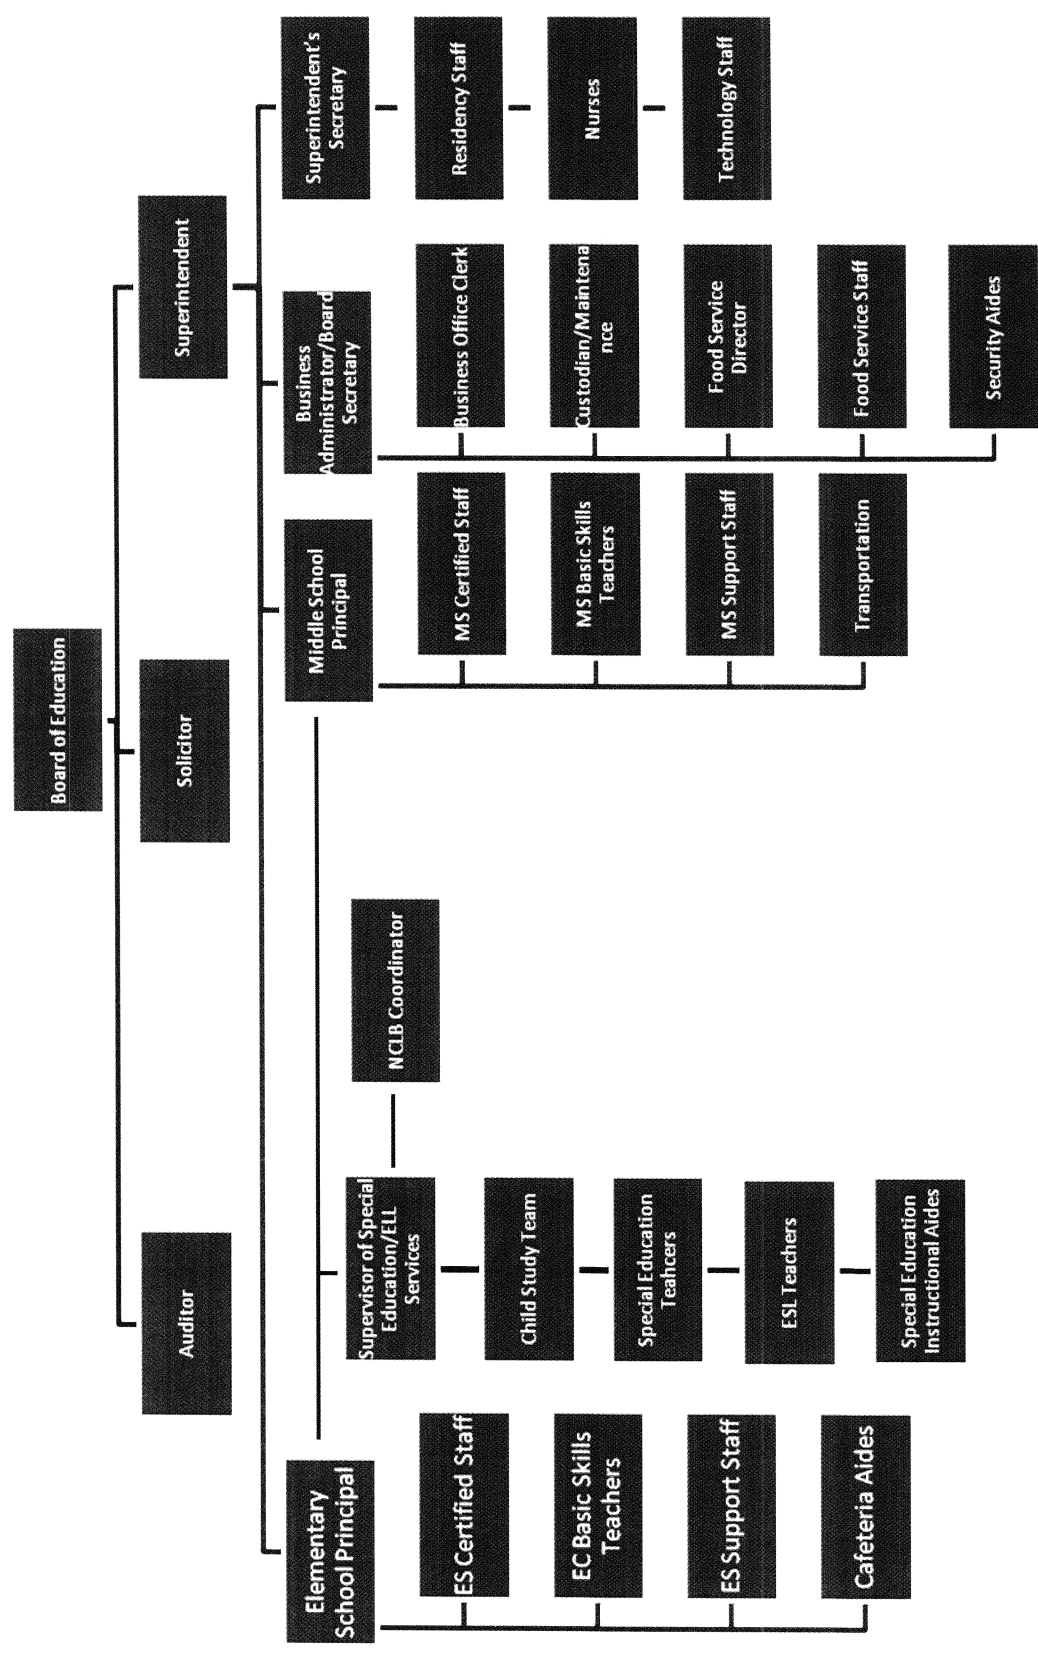 Board of Education
Auditor
Solicitor
Superintendent
Elementary
School Principal
ES Certified Staff
EC Basic Skills
Teachers
ES Support Staff
Cafeteria Aides
Supervisor of Special
Education/ELL
Services
NCLB Coordinator
Child Study Team
Special Education
Teahcers
ESL Teachers
Special Education
Instructional Aides
Middle School
Principal
MS Certified Staff
MS Basic Skills
Teachers
MS Support Staff
Transportation
Business
Administrator/Board
Secretary
Business Office Clerk
Custodian/Maintena
nce
Food Service
Director
Food Service Staff
Security Aides
Superintendent's
Secretary
Residency Staff
Nurses
Technology Staff